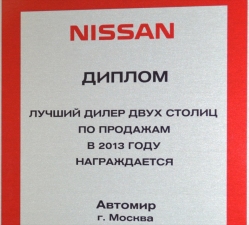 NISSAN
ДИПЛОМ
ЛУЧШИЙ ДИЛЕР ДВУХ СТОЛИЦ
ПО ПРОДАЖАМ
В 2013 ГОДУ
НАГРАЖДАЕТСЯ
Автомир
г. Москва